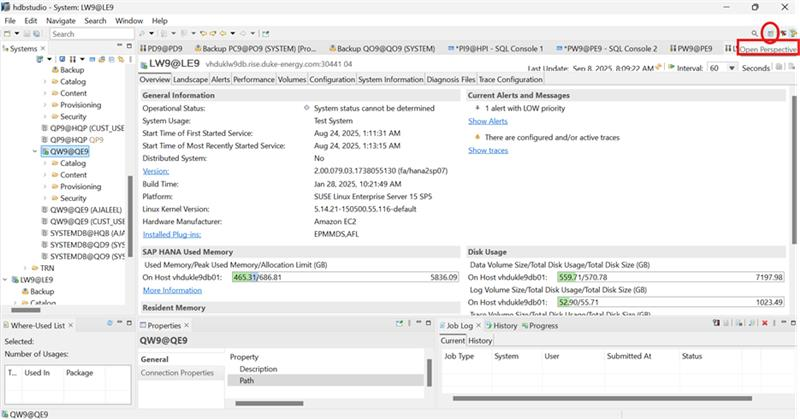 hdbstudio - System: LW9@LE9
File Edit Navigate Search Window Help
Search
Open Perspective
Systems
PD9@PD9
Backup PC9@PO9 (SYSTEM) [Proy...
Backup QO9@QO9 (SYSTEM)
*PI9@HPI - SQL Console 1
*PW9@PE9 - SQL Console 2
PW9@PE9
Backup
Catalog
Content
Provisioning
Security
QP9@HQP (CUST_USE
QP9@HQP QP9
QW9@QE9
Catalog
Content
Provisioning
Security
QW9@QE9 (AJALEEL)
QW9@QE9 (CUST_USE
SYSTEMDB@HQB (AJ
SYSTEMDB@QO9 (SYS
SYSTEMDB@QD9 (SYS
TRN
LW9@LE9
Backup
Catalog
LW9@LE9 vhduklw9db.rise.duke-energy.com:30441 04
Last Update: Sep 8, 2025, 8:09:22 Interval: 60 Seconds
Overview Landscape Alerts Performance Volumes Configuration System Information Diagnosis Files Trace Configuration
General Information
Operational Status: System status cannot be determined
System Usage: Test System
Start Time of First Started Service: Aug 24, 2025, 1:11:31 AM
Start Time of Most Recently Started Service: Aug 24, 2025, 1:13:15 AM
Distributed System: No
Version: 2.00.079.03.1738055130 (fa/hana2sp07)
Build Time: Jan 28, 2025, 10:21:49 AM
Platform: SUSE Linux Enterprise Server 15 SP5
Linux Kernel Version: 5.14.21-150500.55.116-default
Hardware Manufacturer: Amazon EC2
Installed Plug-ins: EPMMDS,AFL
Current Alerts and Messages
1 alert with LOW priority
Show Alerts
There are configured and/or active traces
Show traces
SAP HANA Used Memory
Used Memory/Peak Used Memory/Allocation Limit (GB)
On Host vhdukle9db01: 465.31/686.81 5836.09
More Information
Resident Memory
Disk Usage
Data Volume Size/Total Disk Usage/Total Disk Size (GB)
On Host vhdukle9db01: 559.71/570.78 7197.98
Log Volume Size/Total Disk Usage/Total Disk Size (GB)
On Host vhdukle9db01: 52.90/55.71 1023.49
Trace Volume Size/Total Disk Usage/Total Disk Size (GB)
Where-Used List
Selected:
Number of Usages:
T... Used In Package
Properties
QW9@QE9
General
Connection Properties
Property
Description
Path
Job Log History Progress
Current History
Job Type System User Submitted At Status
QW9@QE9